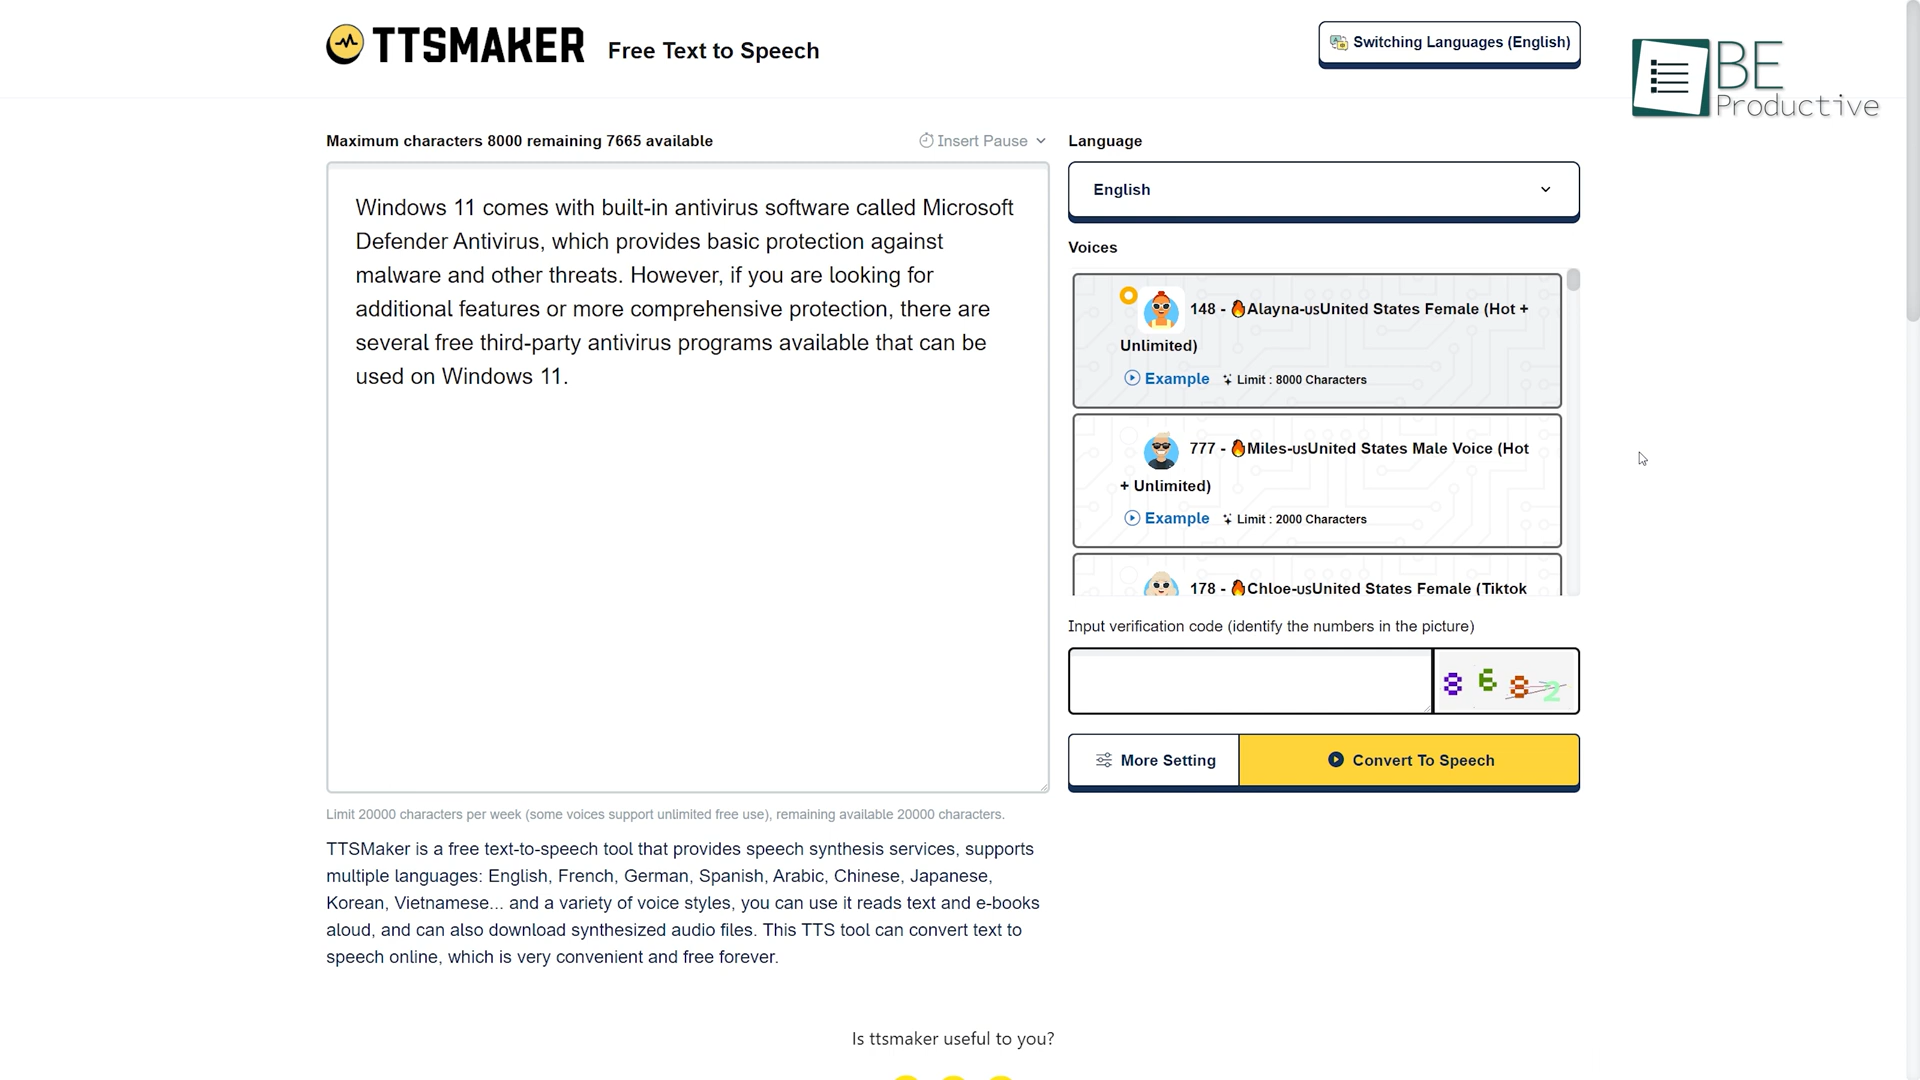 TTSMAKER Free Text to Speech
Switching Languages (English)
BE
Productive
Maximum characters 8000 remaining 7665 available
Insert Pause
Windows 11 comes with built-in antivirus software called Microsoft
Defender Antivirus, which provides basic protection against
malware and other threats. However, if you are looking for
additional features or more comprehensive protection, there are
several free third-party antivirus programs available that can be
used on Windows 11.
Limit 20000 characters per week (some voices support unlimited free use), remaining available 20000 characters.
TTSMaker is a free text-to-speech tool that provides speech synthesis services, supports
multiple languages: English, French, German, Spanish, Arabic, Chinese, Japanese,
Korean, Vietnamese... and a variety of voice styles, you can use it reads text and e-books
aloud, and can also download synthesized audio files. This TTS tool can convert text to
speech online, which is very convenient and free forever.
Language
English
Voices
148 - 🔥Alayna-usUnited States Female (Hot +
Unlimited)
Example Limit : 8000 Characters
777 - 🔥Miles-usUnited States Male Voice (Hot
+ Unlimited)
Example Limit : 2000 Characters
178 - 🔥Chloe-usUnited States Female (Tiktok
Input verification code (identify the numbers in the picture)
8 6 8 2
More Setting
Convert To Speech
Is ttsmaker useful to you?